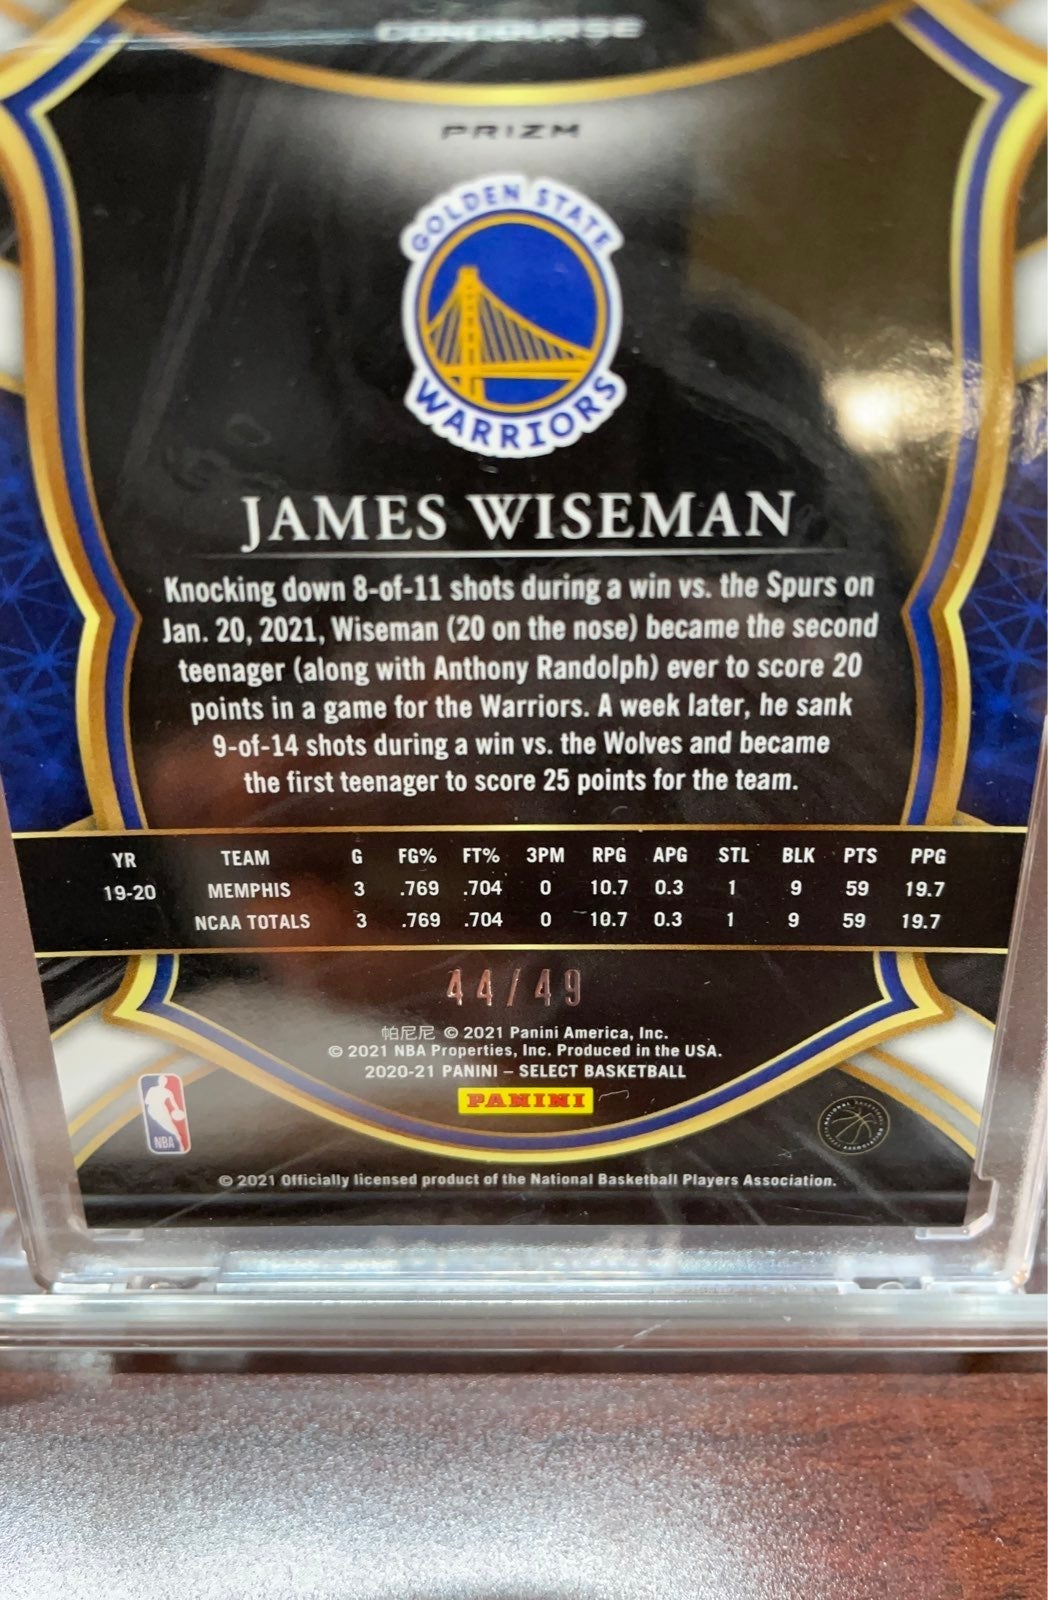 CONCOURSE
PRIZM
GOLDEN STATE
WARRIORS
JAMES WISEMAN
Knocking down 8-of-11 shots during a win vs. the Spurs on
Jan. 20, 2021, Wiseman (20 on the nose) became the second
teenager (along with Anthony Randolph) ever to score 20
points in a game for the Warriors. A week later, he sank
9-of-14 shots during a win vs. the Wolves and became
the first teenager to score 25 points for the team.
YR TEAM G FG% FT% 3PM RPG APG STL BLK PTS PPG
19-20 MEMPHIS 3 .769 .704 0 10.7 0.3 1 9 59 19.7
NCAA TOTALS 3 .769 .704 0 10.7 0.3 1 9 59 19.7
44/49
帕尼尼 © 2021 Panini America, Inc.
© 2021 NBA Properties, Inc. Produced in the USA.
2020-21 PANINI – SELECT BASKETBALL
PANINI
NBA
© 2021 Officially licensed product of the National Basketball Players Association.